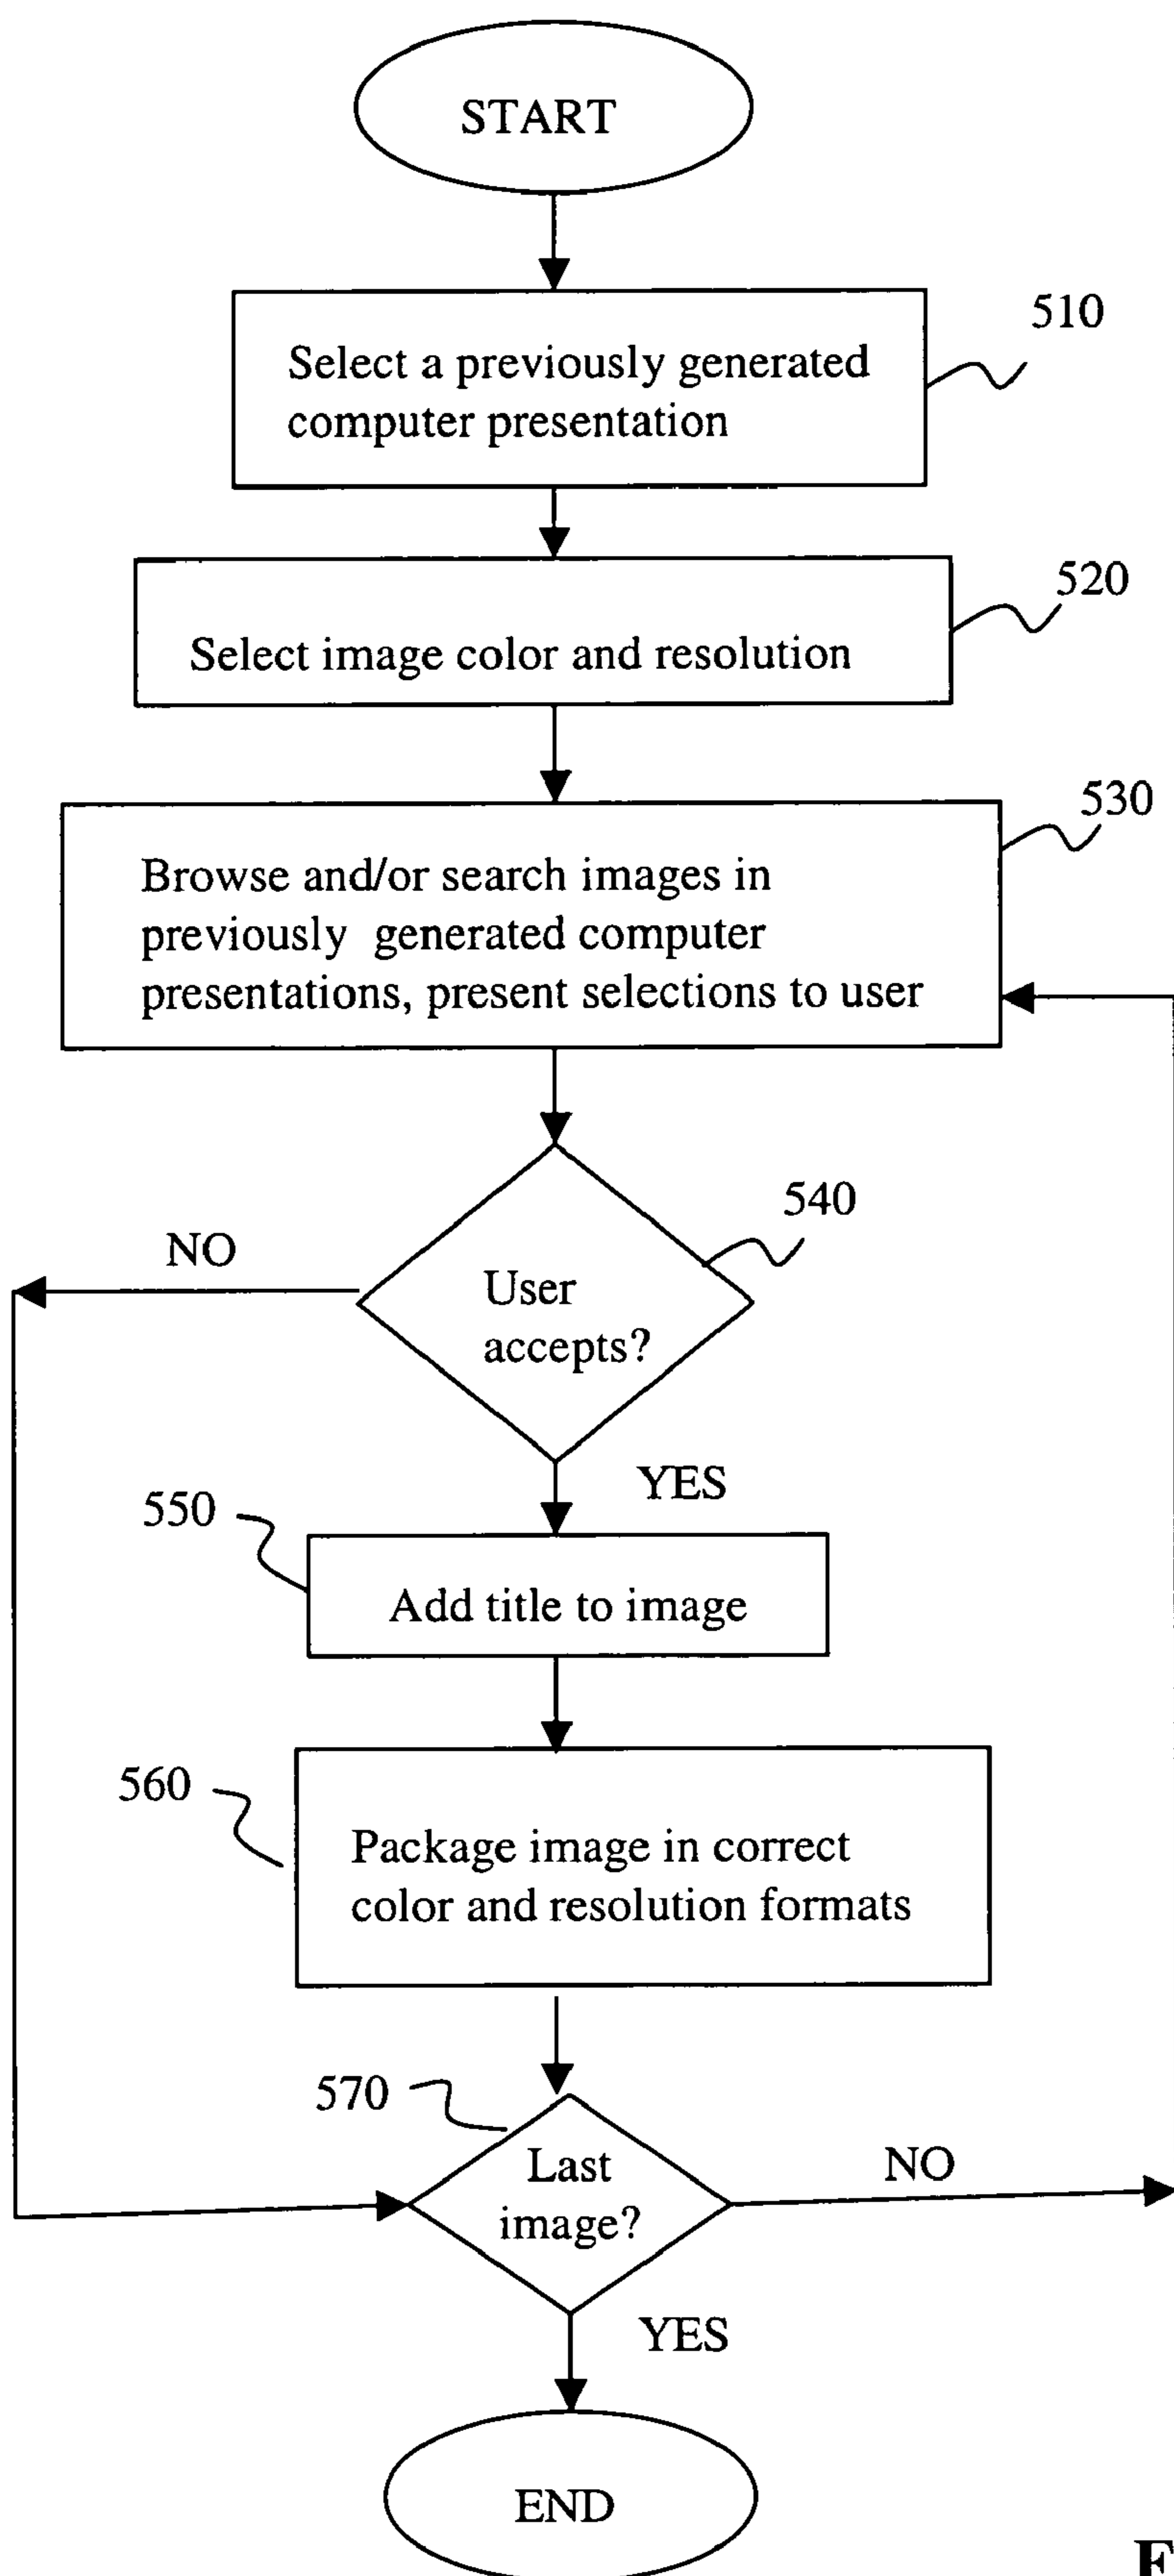 START
510
Select a previously generated
computer presentation
520
Select image color and resolution
530
Browse and/or search images in
previously generated computer
presentations, present selections to user
540
NO
User
accepts?
YES
550
Add title to image
560
Package image in correct
color and resolution formats
570
Last
image?
NO
YES
END